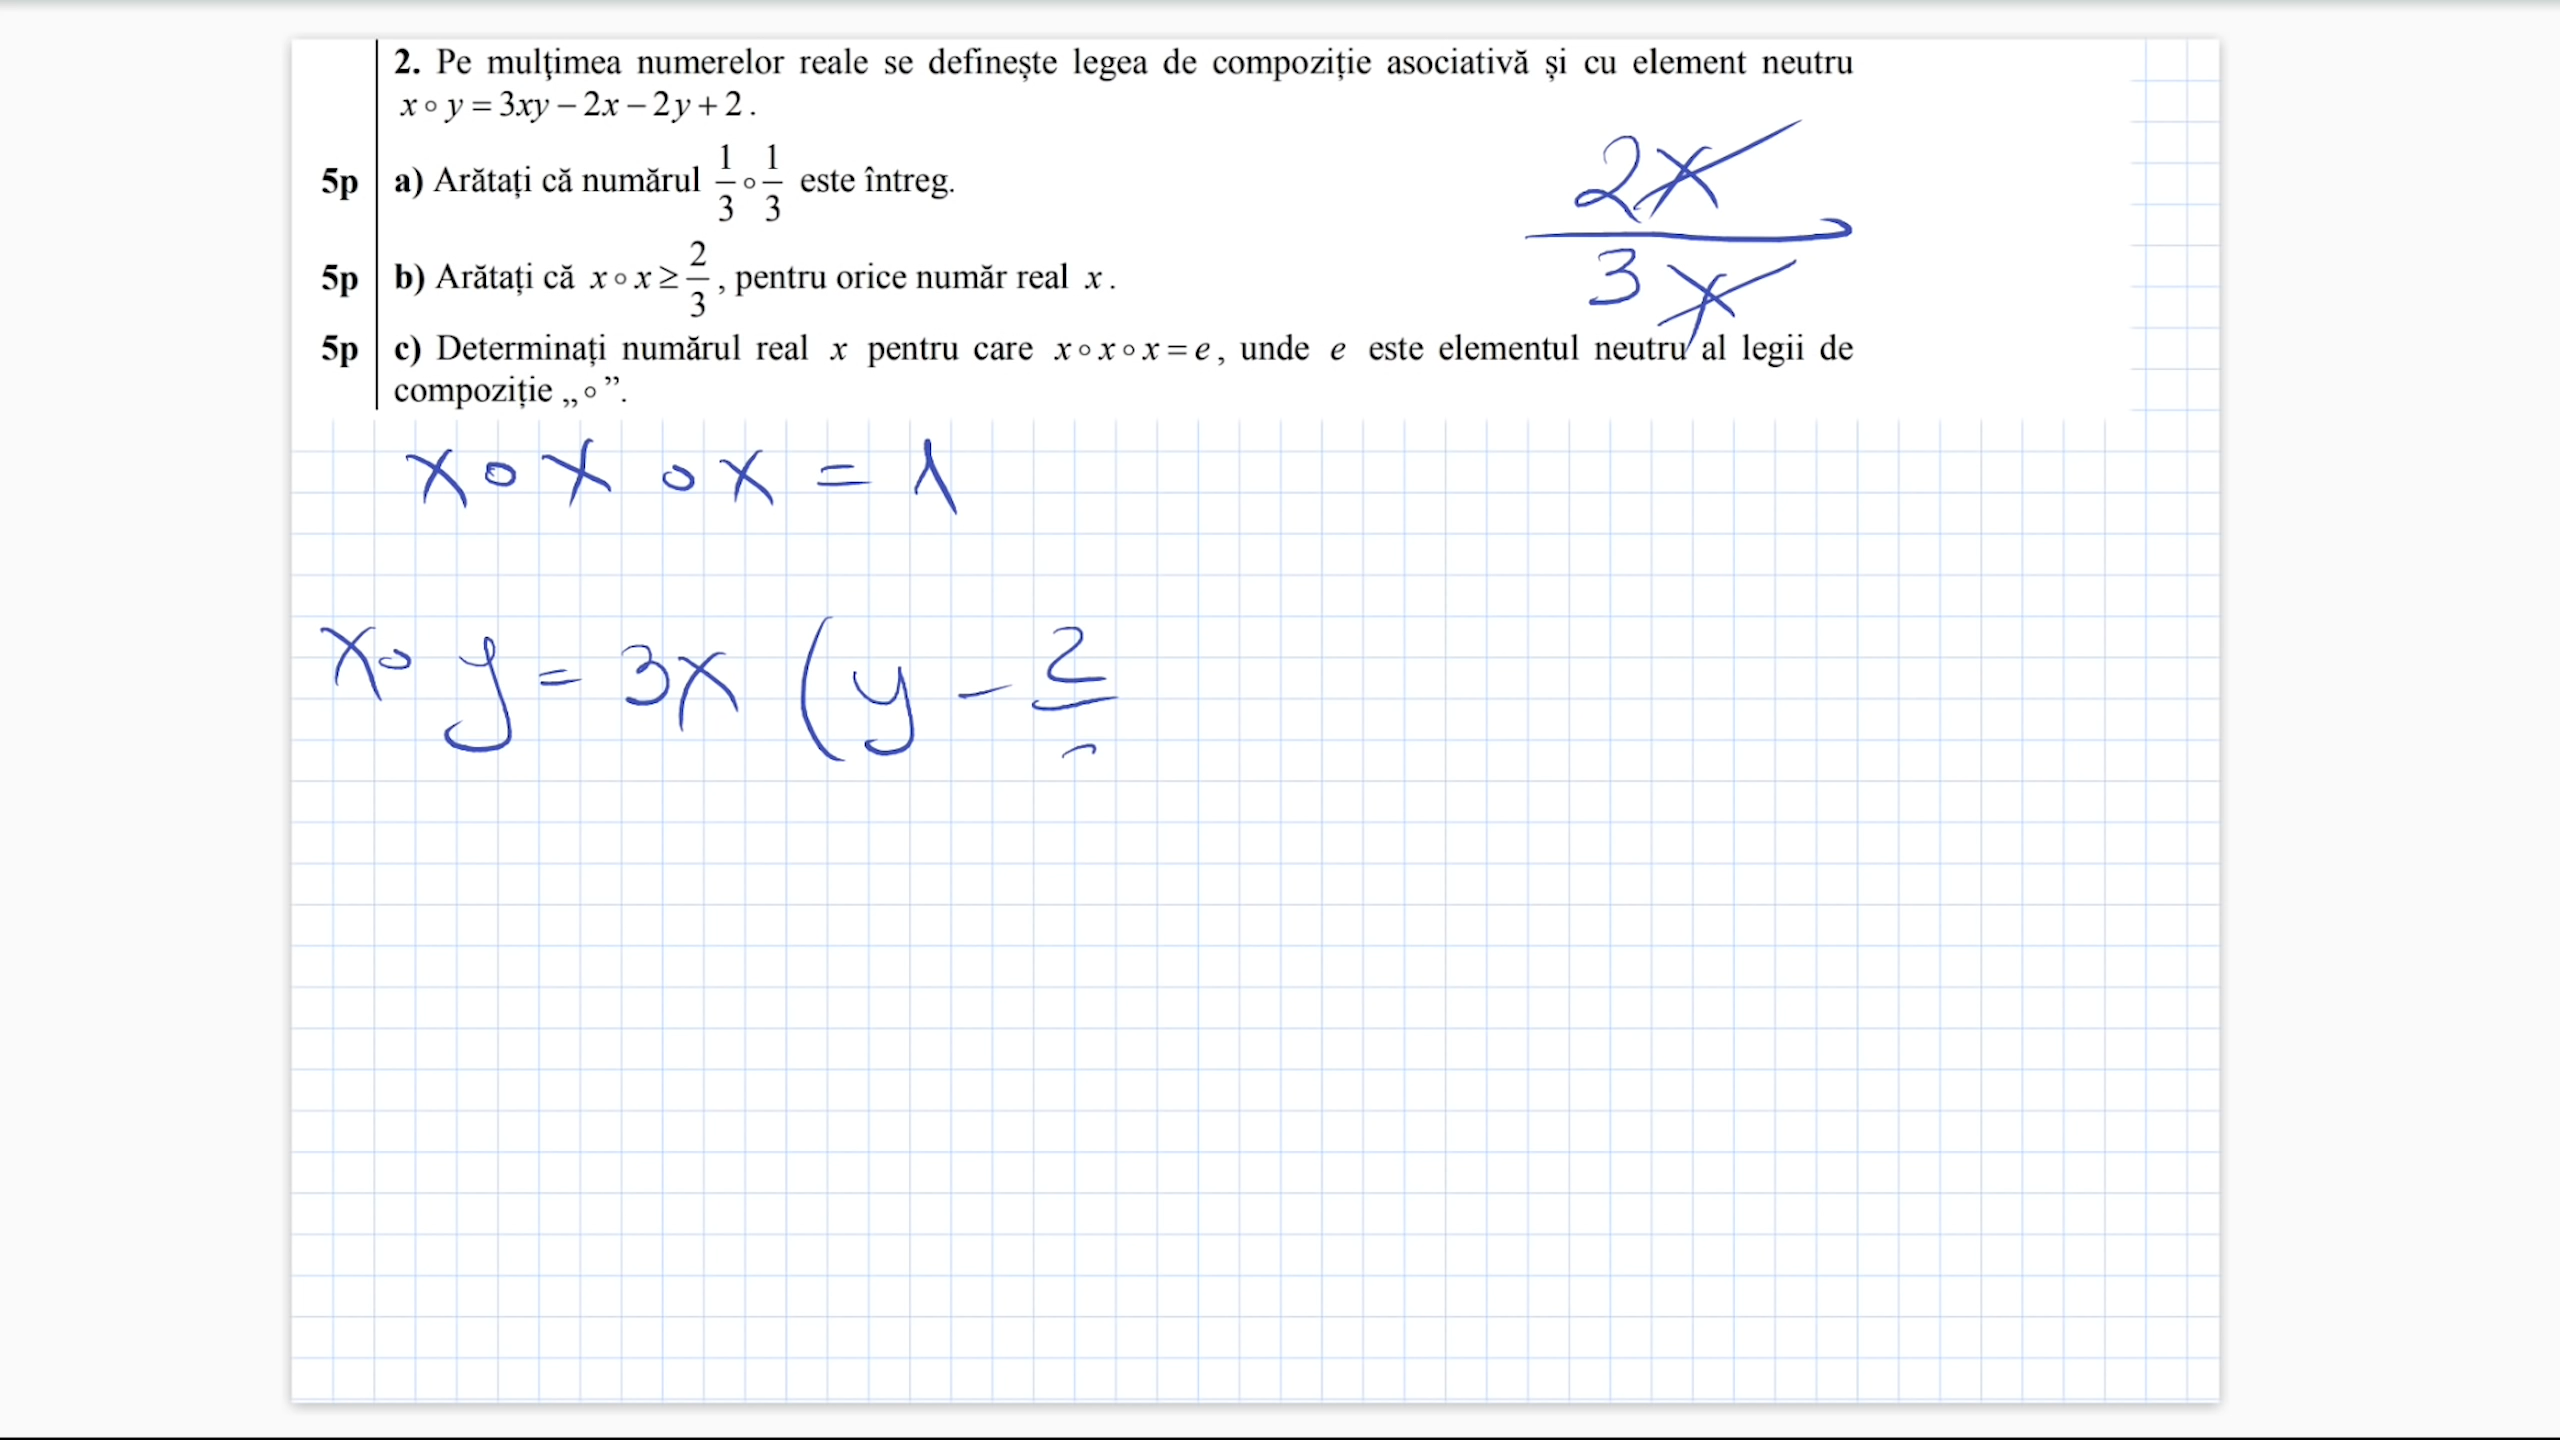 2. Pe mulțimea numerelor reale se definește legea de compoziție asociativă și cu element neutru
x∘y = 3xy − 2x − 2y + 2.
5p a) Arătați că numărul 1/3 ∘ 1/3 este întreg.
5p b) Arătați că x∘x ≥ 2/3, pentru orice număr real x.
5p c) Determinați numărul real x pentru care x∘x∘x = e, unde e este elementul neutru al legii de
compoziție „∘”.
2x
3x
x∘x∘x = 1
x∘y = 3x (y − 2